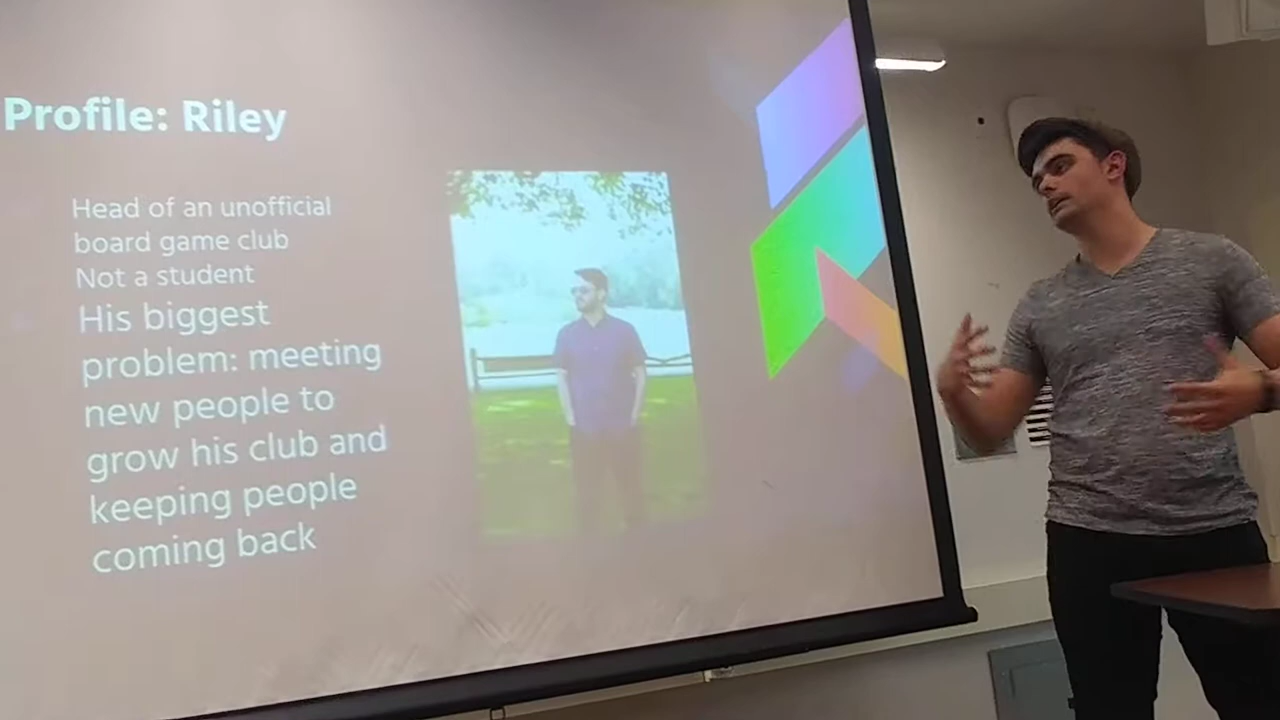 Profile: Riley
Head of an unofficial
board game club
Not a student
His biggest
problem: meeting
new people to
grow his club and
keeping people
coming back